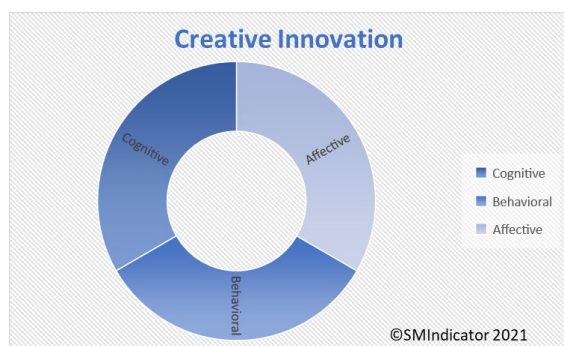 Creative Innovation
Cognitive
Affective
Behavioral
Cognitive
Behavioral
Affective
©SMIndicator 2021